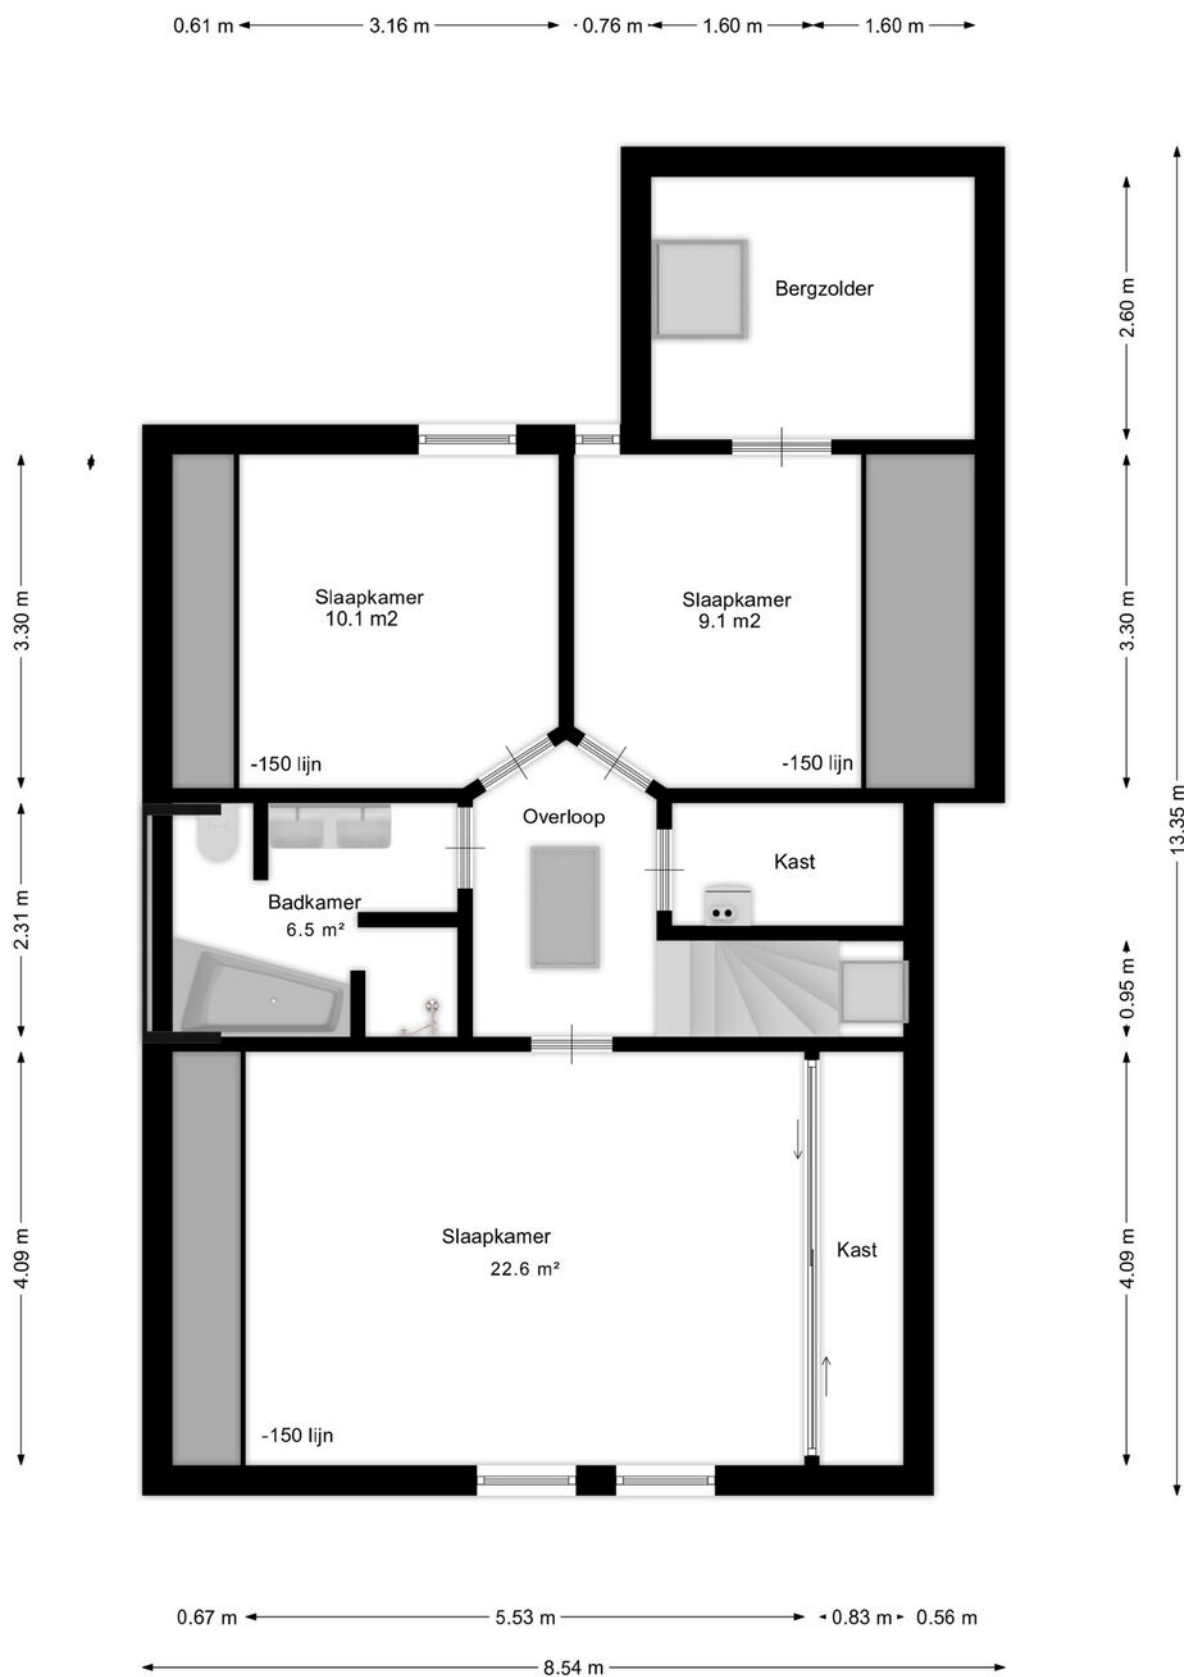 0.61 m
3.16 m
0.76 m
1.60 m
1.60 m
Bergzolder
2.60 m
3.30 m
Slaapkamer
10.1 m2
Slaapkamer
9.1 m2
3.30 m
-150 lijn
-150 lijn
Overloop
Kast
13.35 m
2.31 m
Badkamer
6.5 m²
0.95 m
4.09 m
Slaapkamer
22.6 m²
Kast
4.09 m
-150 lijn
0.67 m
5.53 m
0.83 m
0.56 m
8.54 m